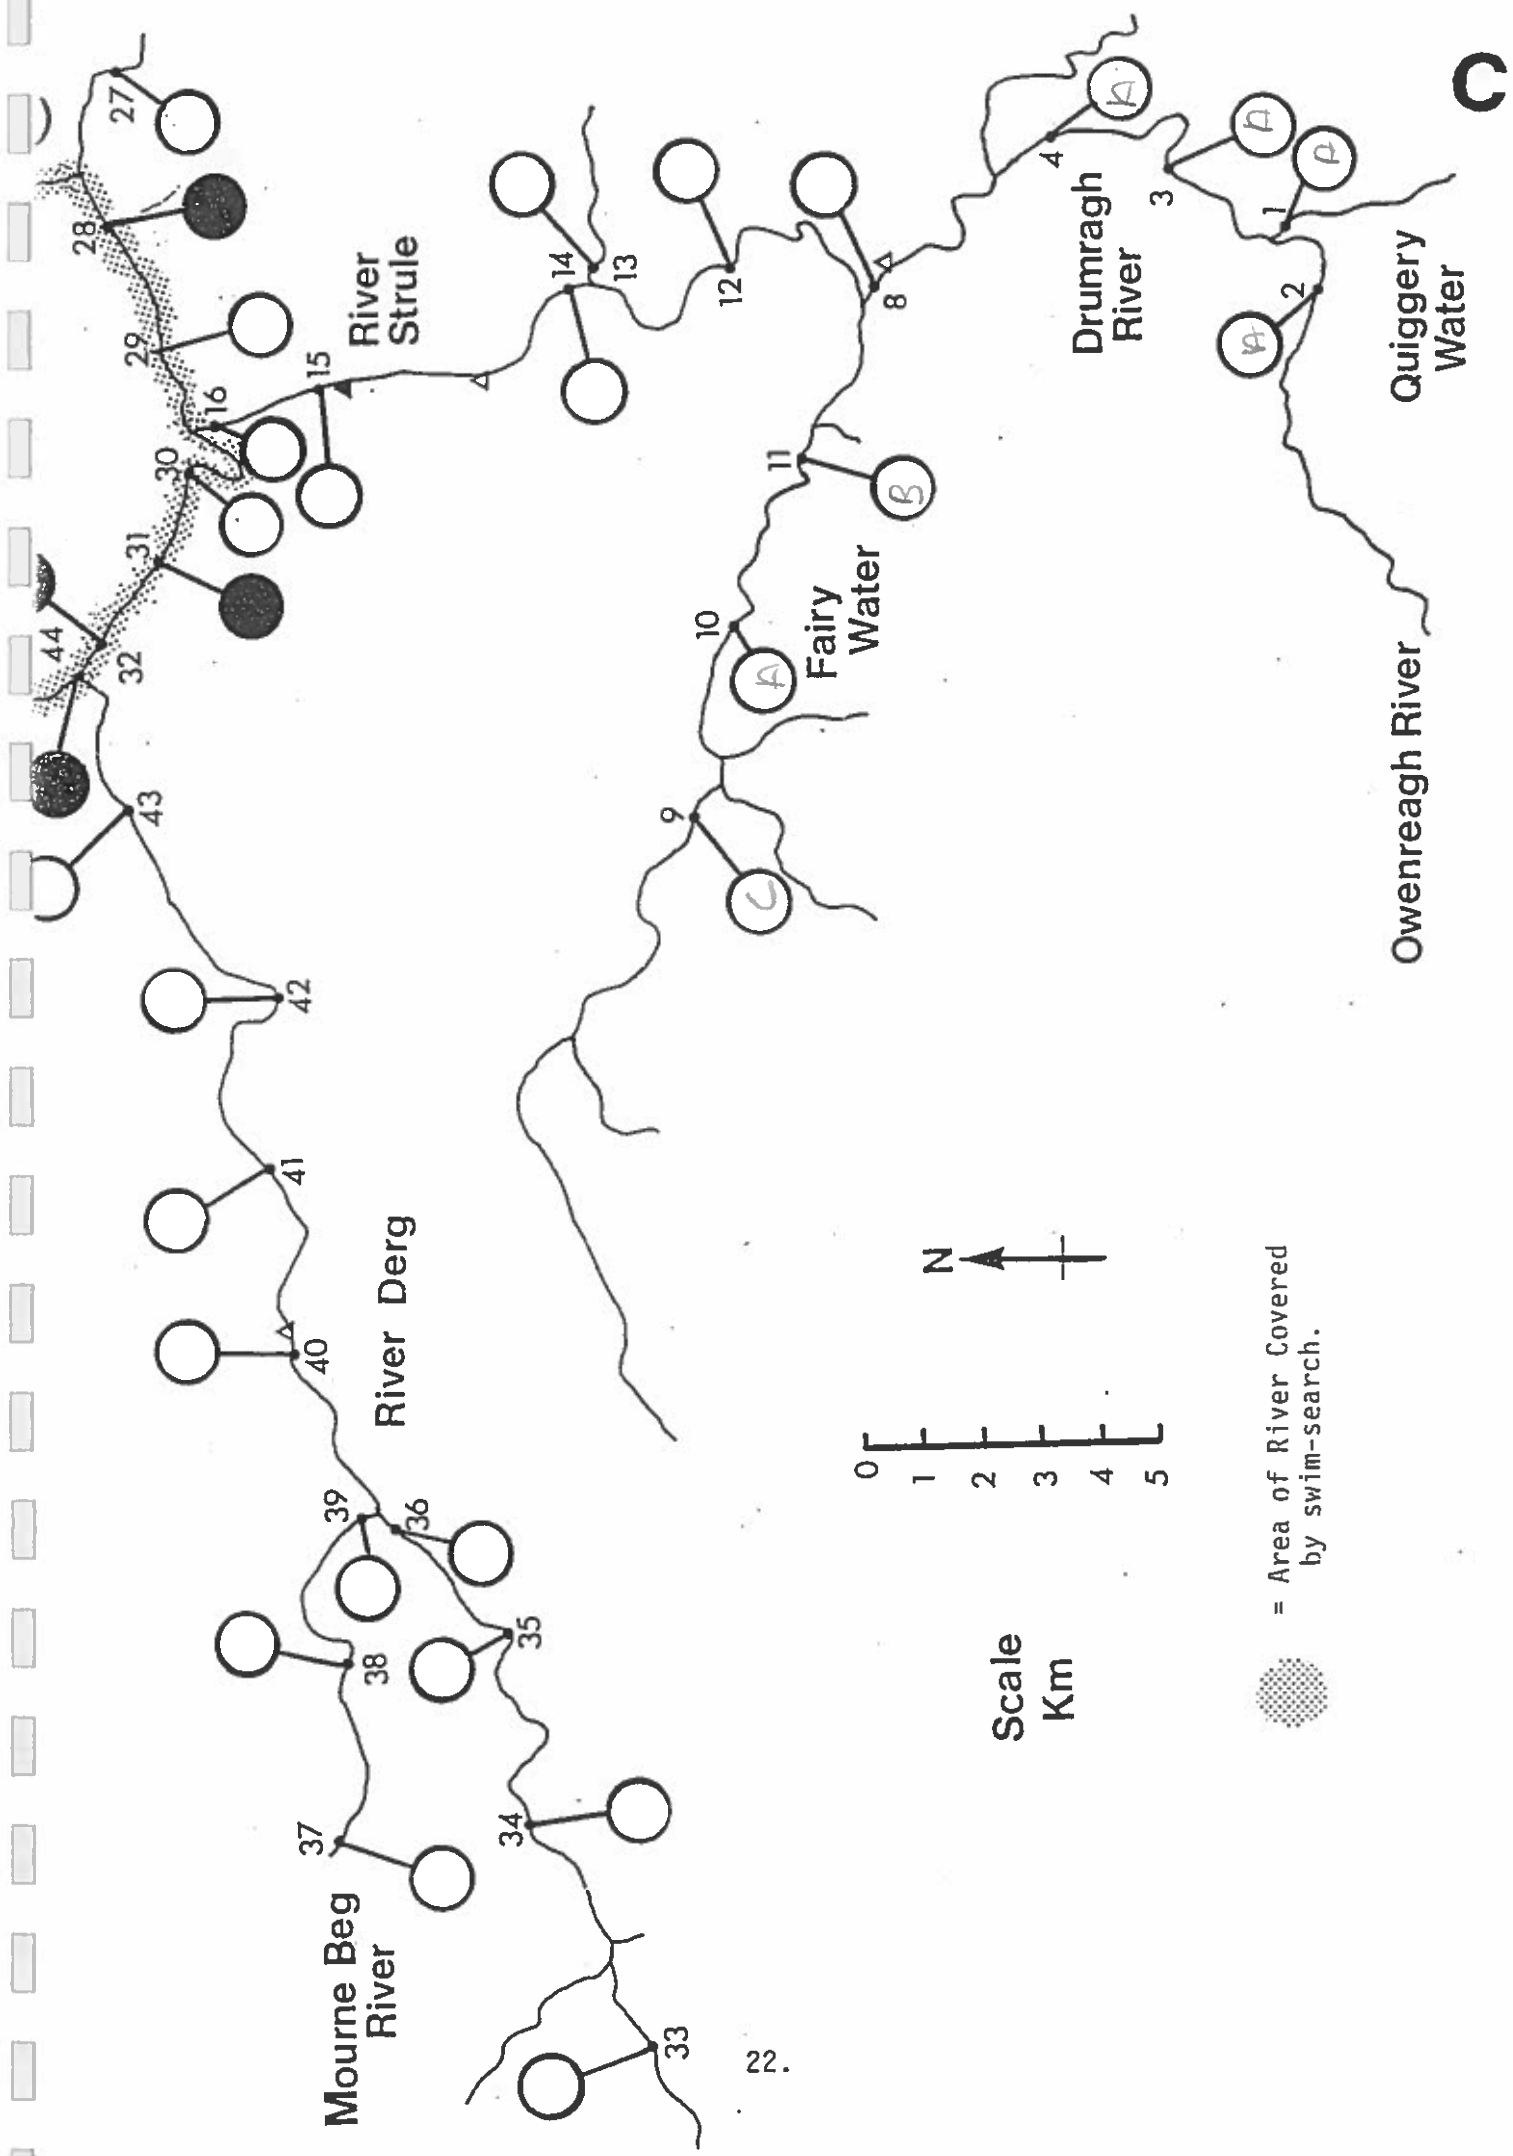 C
27
28
29
30
31
32
44
16
15
14
13
12
8
4
3
1
2
11
10
9
43
42
41
40
39
36
38
35
37
34
33
River
Strule
Drumragh
River
Quiggery
Water
Fairy
Water
Owenreagh River
River Derg
Mourne Beg
River
A
A
A
A
B
A
C
N
Scale
Km
0
1
2
3
4
5
= Area of River Covered
by swim-search.
22.